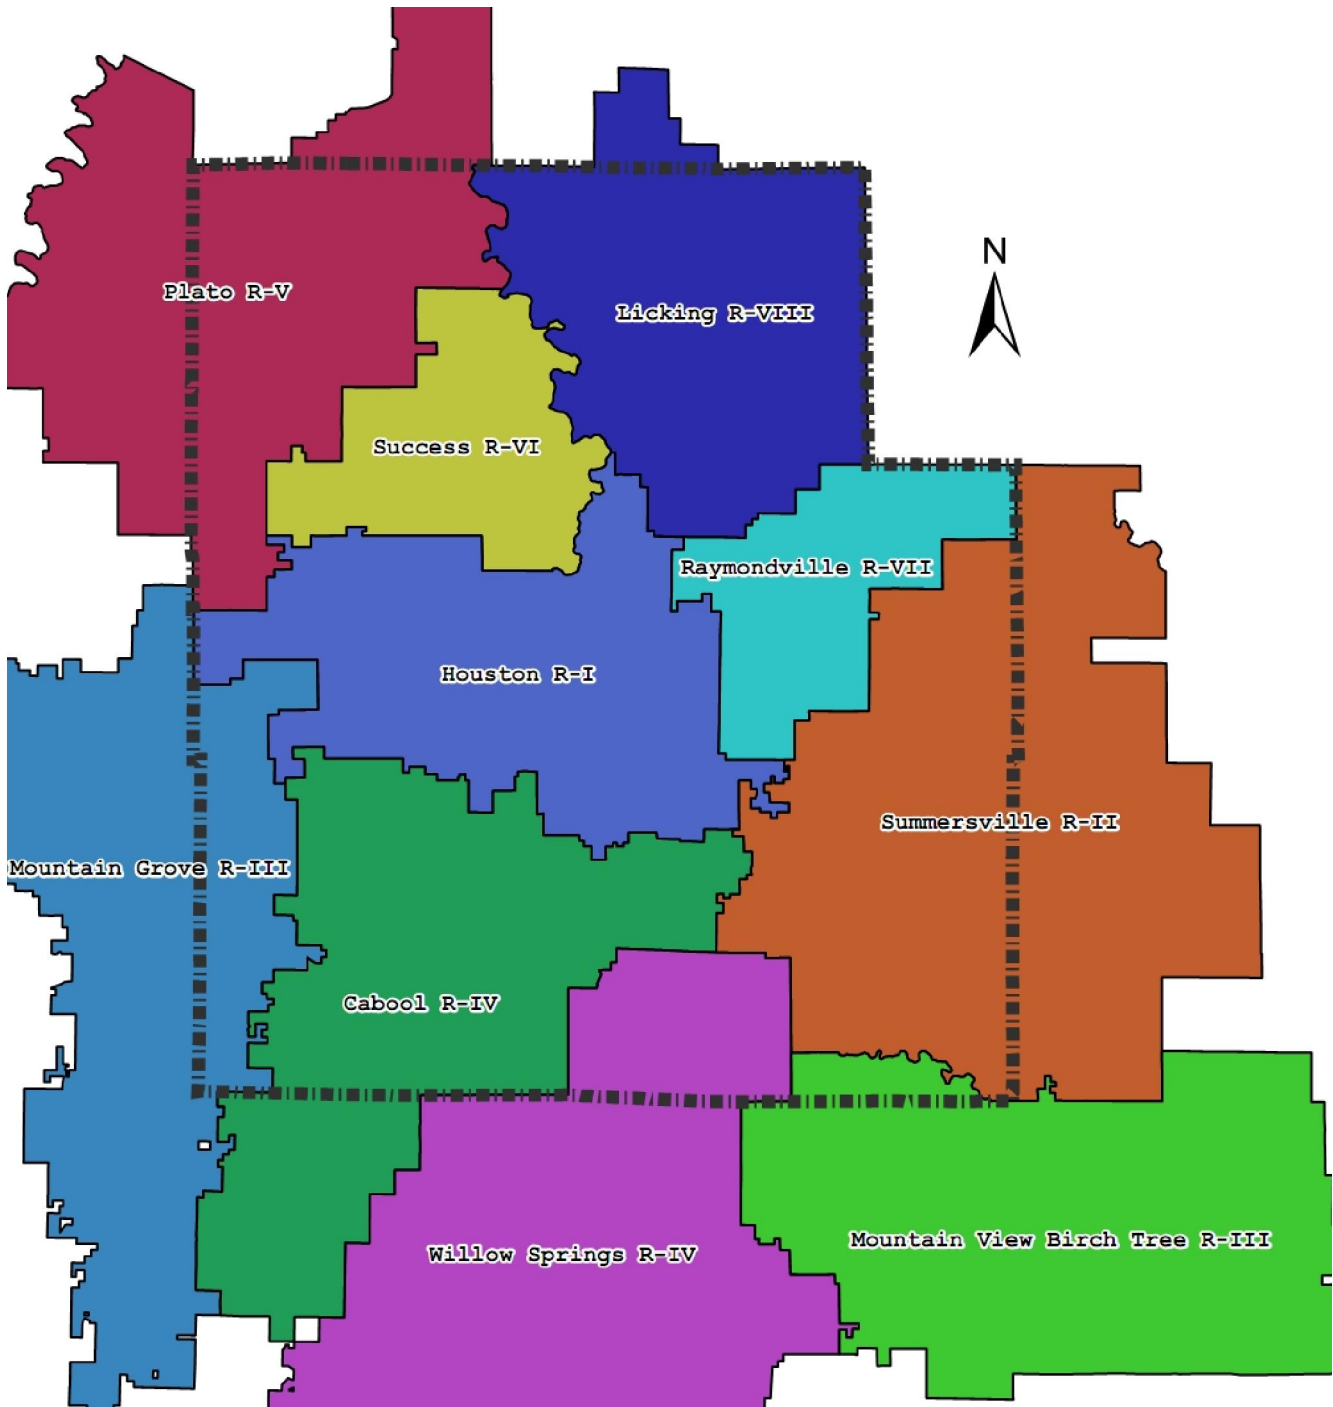 N
Plato R-V
Licking R-VIII
Success R-VI
Raymondville R-VII
Houston R-I
Summersville R-II
Mountain Grove R-III
Cabool R-IV
Mountain View Birch Tree R-III
Willow Springs R-IV